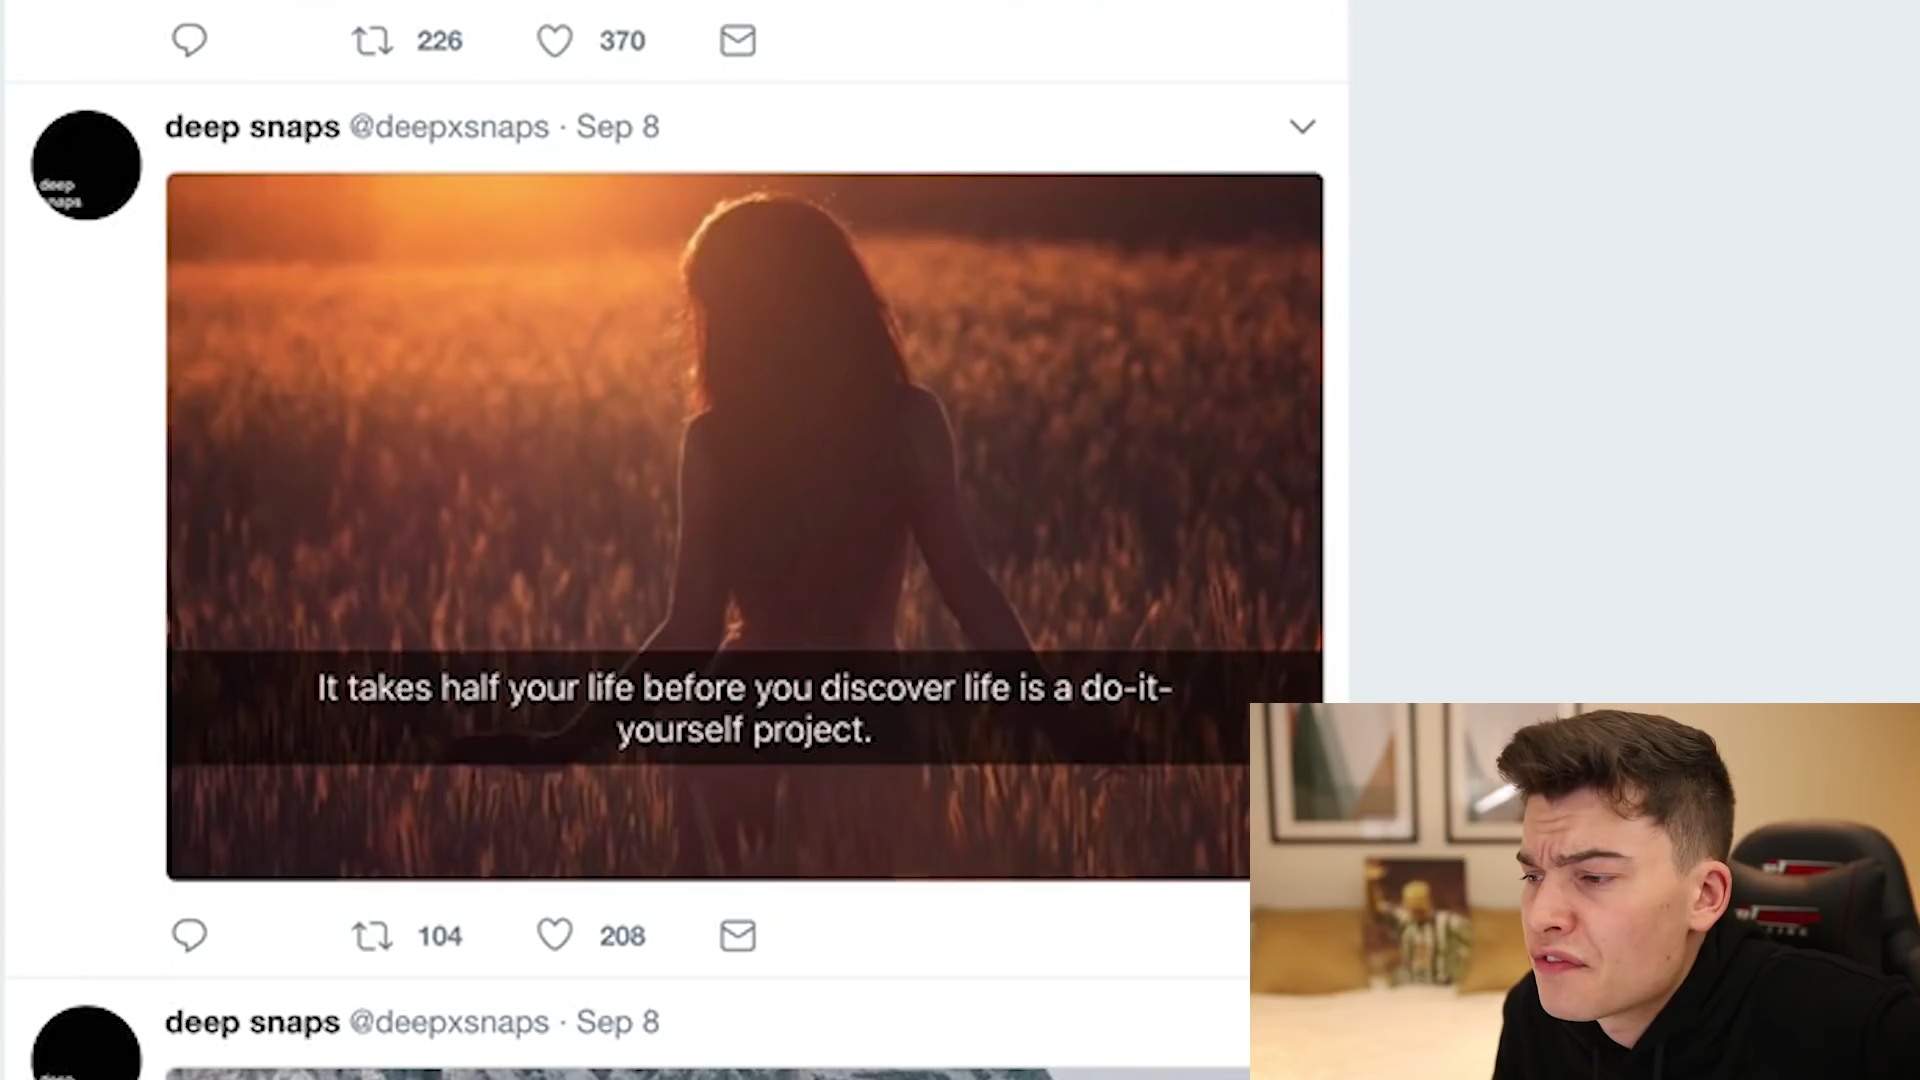 226 370
deep snaps @deepxsnaps · Sep 8
deep
snaps
It takes half your life before you discover life is a do-it-
yourself project.
104 208
deep snaps @deepxsnaps · Sep 8